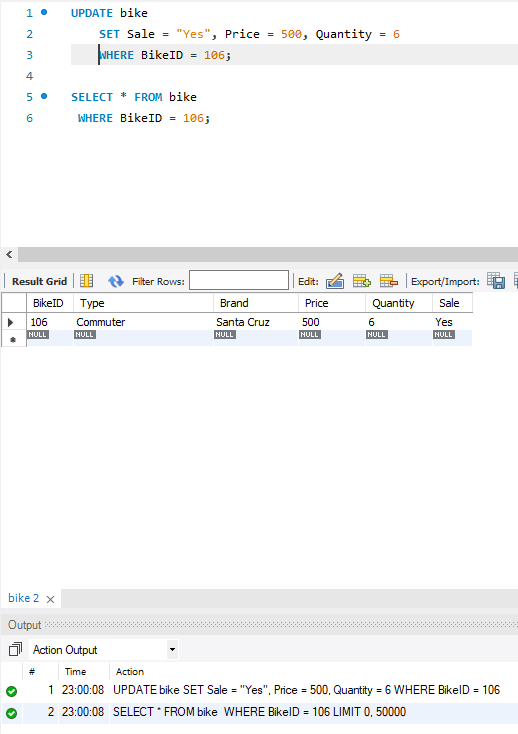 1 UPDATE bike
2 SET Sale = "Yes", Price = 500, Quantity = 6
3 WHERE BikeID = 106;
4
5 SELECT * FROM bike
6 WHERE BikeID = 106;
Result Grid Filter Rows: Edit: Export/Import:
BikeID Type Brand Price Quantity Sale
106 Commuter Santa Cruz 500 6 Yes
NULL NULL NULL NULL NULL NULL
bike 2
Output
Action Output
# Time Action
1 23:00:08 UPDATE bike SET Sale = "Yes", Price = 500, Quantity = 6 WHERE BikeID = 106
2 23:00:08 SELECT * FROM bike  WHERE BikeID = 106 LIMIT 0, 50000